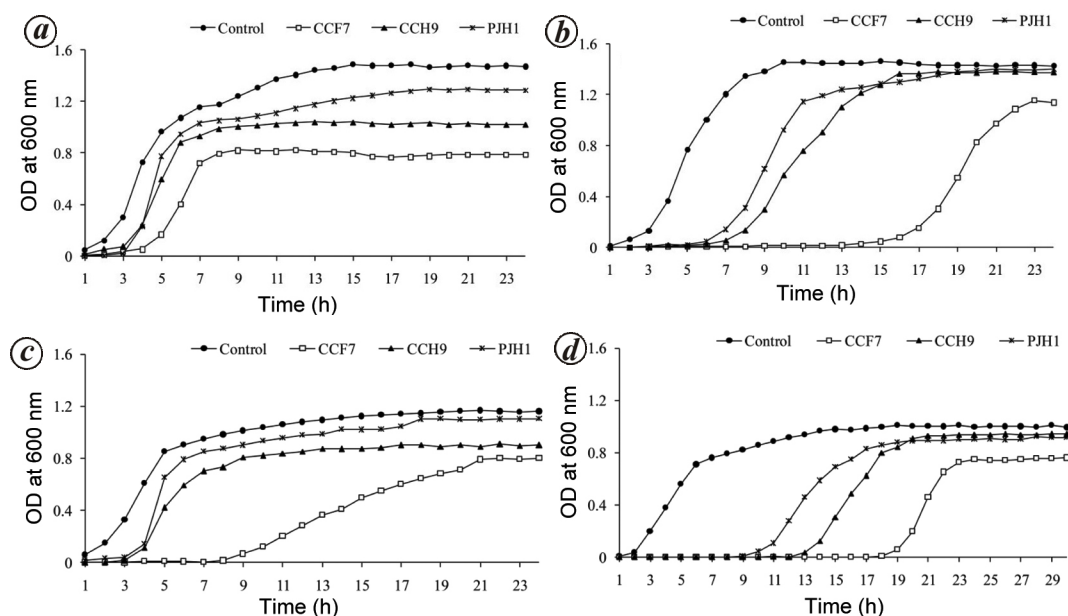 a
Control CCF7 CCH9 PJH1
1.6
1.2
0.8
0.4
0
1 3 5 7 9 11 13 15 17 19 21 23
OD at 600 nm
Time (h)
b
Control CCF7 CCH9 PJH1
1.6
1.2
0.8
0.4
0
1 3 5 7 9 11 13 15 17 19 21 23
OD at 600 nm
Time (h)
c
Control CCF7 CCH9 PJH1
1.6
1.2
0.8
0.4
0
1 3 5 7 9 11 13 15 17 19 21 23
OD at 600 nm
Time (h)
d
Control CCF7 CCH9 PJH1
1.6
1.2
0.8
0.4
0
1 3 5 7 9 11 13 15 17 19 21 23 25 27 29
OD at 600 nm
Time (h)